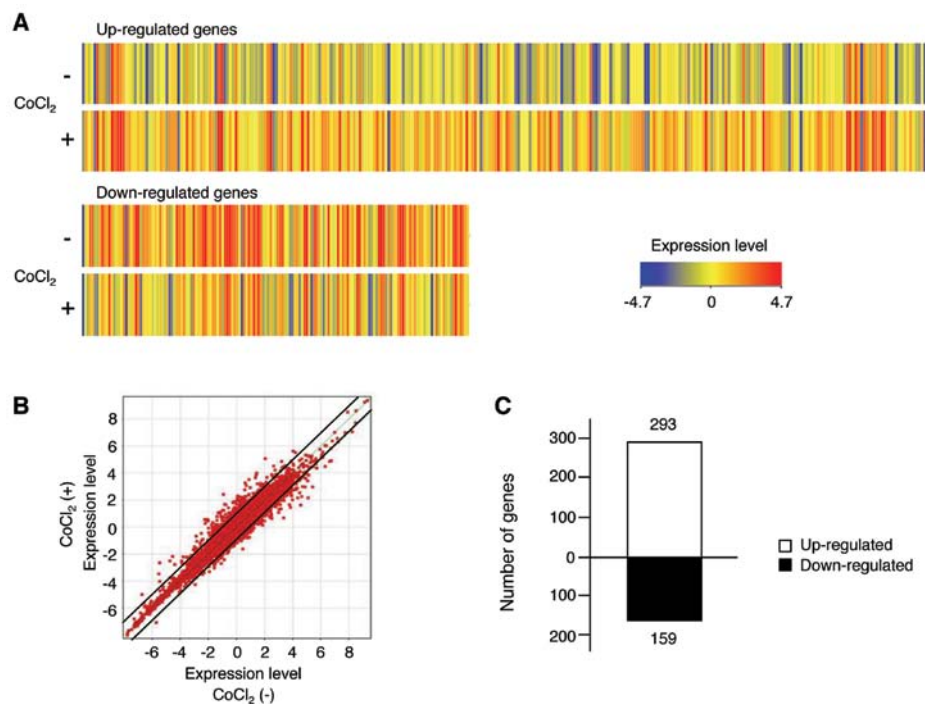 A
Up-regulated genes
-
CoCl₂
+
Down-regulated genes
-
CoCl₂
+
Expression level
-4.7 0 4.7
B
8
6
4
2
0
-2
-4
-6
CoCl₂ (+)
Expression level
-6 -4 -2 0 2 4 6 8
Expression level
CoCl₂ (-)
C
293
300
200
100
0
100
200
Number of genes
159
Up-regulated
Down-regulated